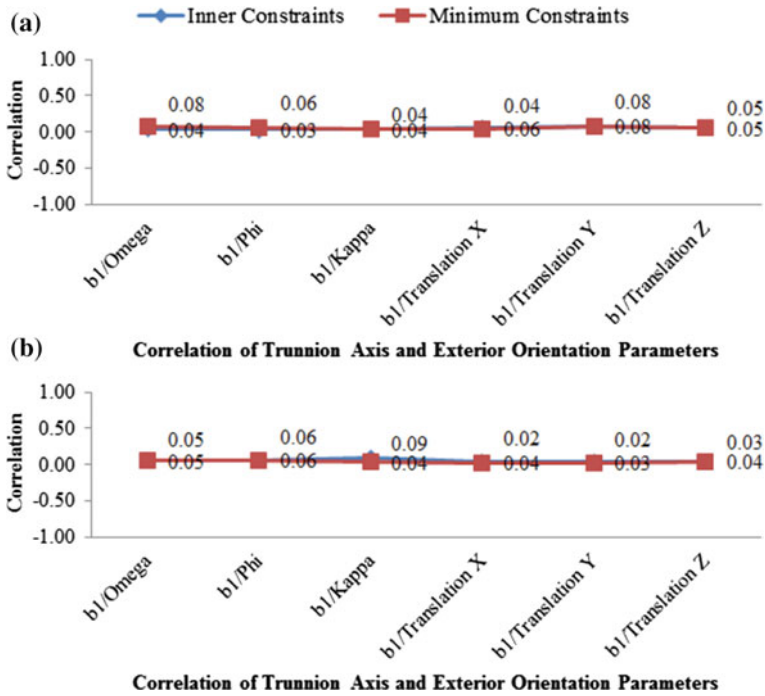 (a)
Inner Constraints Minimum Constraints
1.00
0.50
0.00
-0.50
-1.00
Correlation
0.08 0.06 0.04 0.04 0.08 0.05
0.04 0.03 0.04 0.06 0.08 0.05
b1/Omega
b1/Phi
b1/Kappa
b1/Translation X
b1/Translation Y
b1/Translation Z
Correlation of Trunnion Axis and Exterior Orientation Parameters
(b)
1.00
0.50
0.00
-0.50
-1.00
Correlation
0.05 0.06 0.09 0.02 0.02 0.03
0.05 0.06 0.04 0.04 0.03 0.04
b1/Omega
b1/Phi
b1/Kappa
b1/Translation X
b1/Translation Y
b1/Translation Z
Correlation of Trunnion Axis and Exterior Orientation Parameters